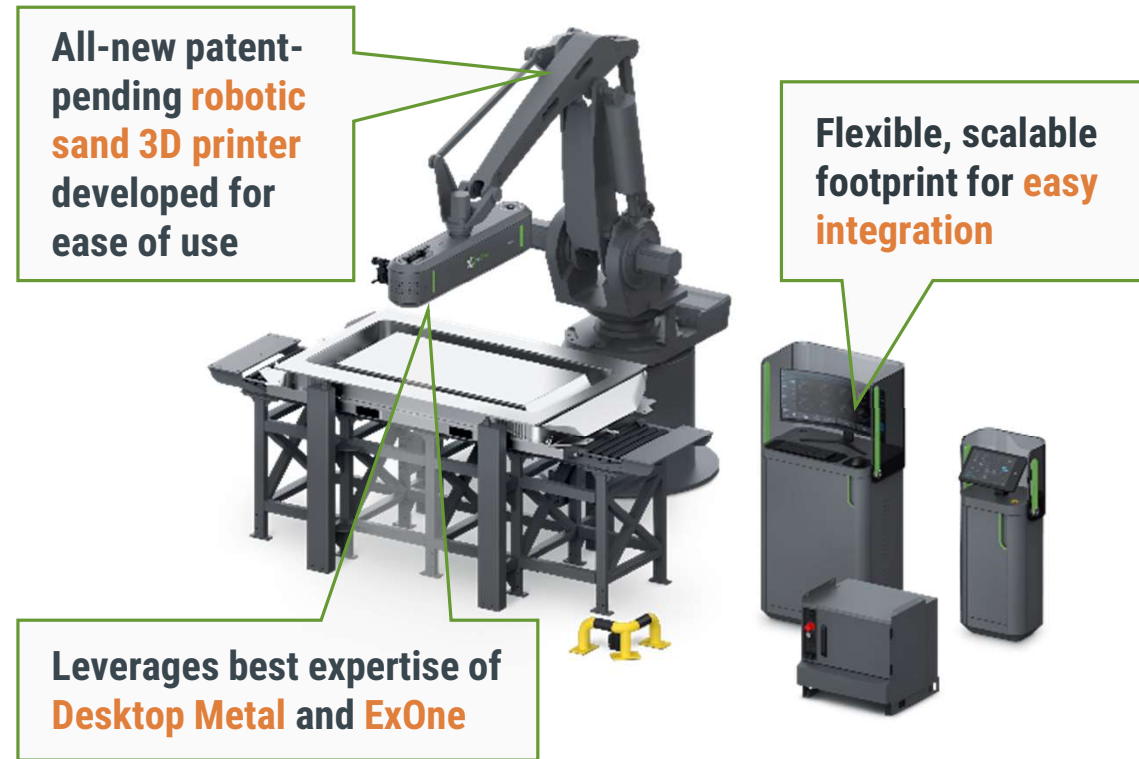 All-new patent-
pending robotic
sand 3D printer
developed for
ease of use
Flexible, scalable
footprint for easy
integration
Leverages best expertise of
Desktop Metal and ExOne